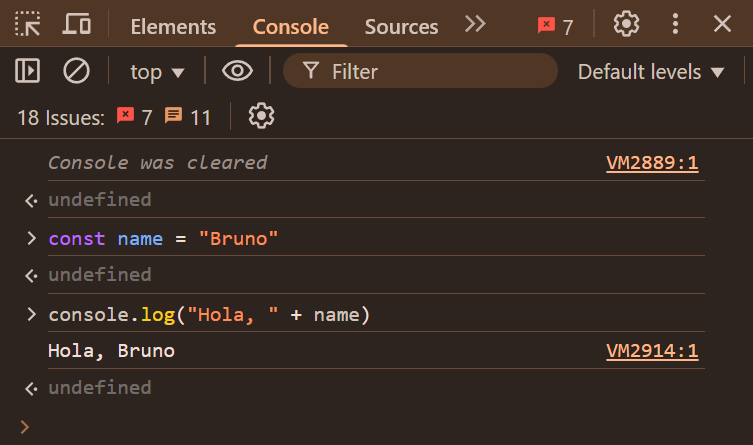 Elements Console Sources 7
top Filter Default levels
18 Issues: 7 11
Console was cleared VM2889:1
undefined
const name = "Bruno"
undefined
console.log("Hola, " + name)
Hola, Bruno VM2914:1
undefined